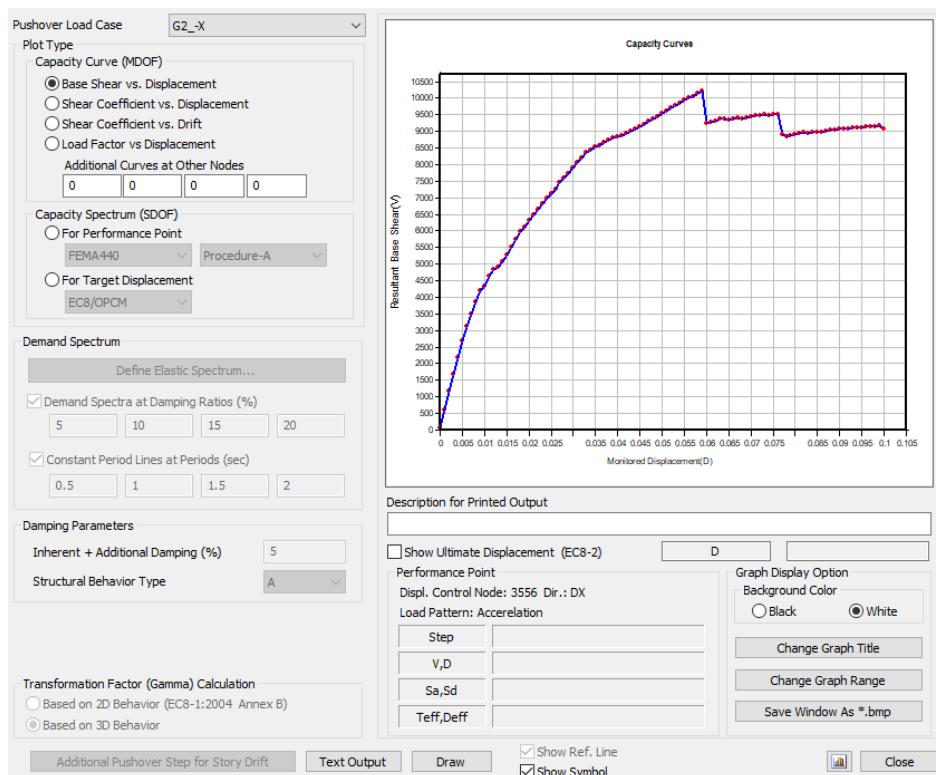 Pushover Load Case G2_-X
Plot Type
Capacity Curve (MDOF)
Base Shear vs. Displacement
Shear Coefficient vs. Displacement
Shear Coefficient vs. Drift
Load Factor vs Displacement
Additional Curves at Other Nodes
0 0 0 0
Capacity Spectrum (SDOF)
For Performance Point
FEMA440 Procedure-A
For Target Displacement
EC8/OPCM
Demand Spectrum
Define Elastic Spectrum...
Demand Spectra at Damping Ratios (%)
5 10 15 20
Constant Period Lines at Periods (sec)
0.5 1 1.5 2
Damping Parameters
Inherent + Additional Damping (%) 5
Structural Behavior Type A
Transformation Factor (Gamma) Calculation
Based on 2D Behavior (EC8-1:2004 Annex B)
Based on 3D Behavior
Capacity Curves
Resultant Base Shear(V)
10500
10000
9500
9000
8500
8000
7500
7000
6500
6000
5500
5000
4500
4000
3500
3000
2500
2000
1500
1000
500
0
0 0.005 0.01 0.015 0.02 0.025 0.035 0.04 0.045 0.05 0.055 0.06 0.065 0.07 0.075 0.085 0.09 0.095 0.1 0.105
Monitored Displacement(D)
Description for Printed Output
Show Ultimate Displacement (EC8-2) D
Performance Point
Displ. Control Node: 3556 Dir.: DX
Load Pattern: Accerelation
Step
V,D
Sa,Sd
Teff,Deff
Graph Display Option
Background Color
Black White
Change Graph Title
Change Graph Range
Save Window As *.bmp
Additional Pushover Step for Story Drift Text Output Draw
Show Ref. Line
Show Symbol
Close